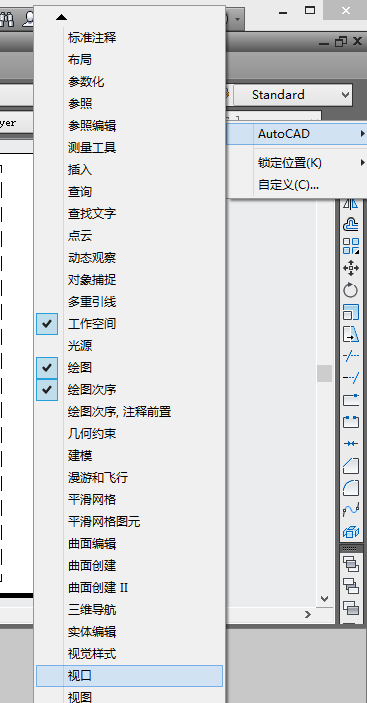 标准注释
布局
参数化
参照
参照编辑
测量工具
插入
查询
查找文字
点云
动态观察
对象捕捉
多重引线
工作空间
光源
绘图
绘图次序
绘图次序, 注释前置
几何约束
建模
漫游和飞行
平滑网格
平滑网格图元
曲面编辑
曲面创建
曲面创建 II
三维导航
实体编辑
视觉样式
视口
视图
yer
Standard
AutoCAD
锁定位置(K)
自定义(C)...